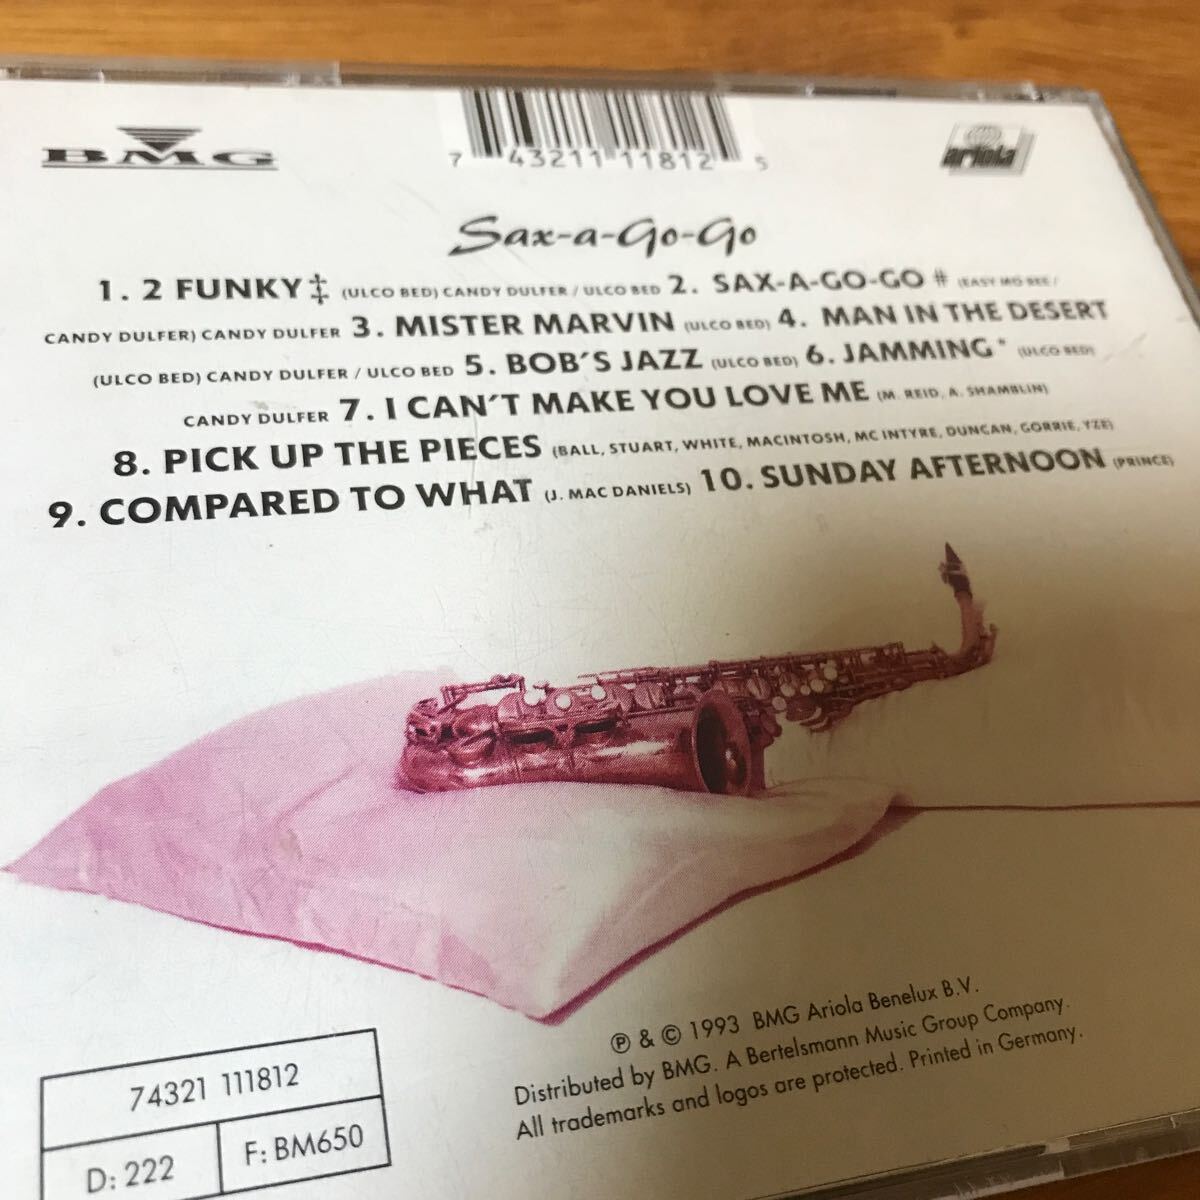 BMG
7 43211 11812 5
ariola
Sax-a-Go-Go
1. 2 FUNKY ‡ (ULCO BED) CANDY DULFER / ULCO BED 2. SAX-A-GO-GO # (EASY MO BEE /
CANDY DULFER) CANDY DULFER 3. MISTER MARVIN (ULCO BED) 4. MAN IN THE DESERT
(ULCO BED) CANDY DULFER / ULCO BED 5. BOB'S JAZZ (ULCO BED) 6. JAMMING * (ULCO BED)
CANDY DULFER 7. I CAN'T MAKE YOU LOVE ME (M. REID, A. SHAMBLIN)
8. PICK UP THE PIECES (BALL, STUART, WHITE, MACINTOSH, MC INTYRE, DUNCAN, GORRIE, YZE)
9. COMPARED TO WHAT (J. MAC DANIELS) 10. SUNDAY AFTERNOON (PRINCE)
℗ & © 1993 BMG Ariola Benelux B.V.
Distributed by BMG. A Bertelsmann Music Group Company.
All trademarks and logos are protected. Printed in Germany.
74321 111812
D: 222 F: BM650